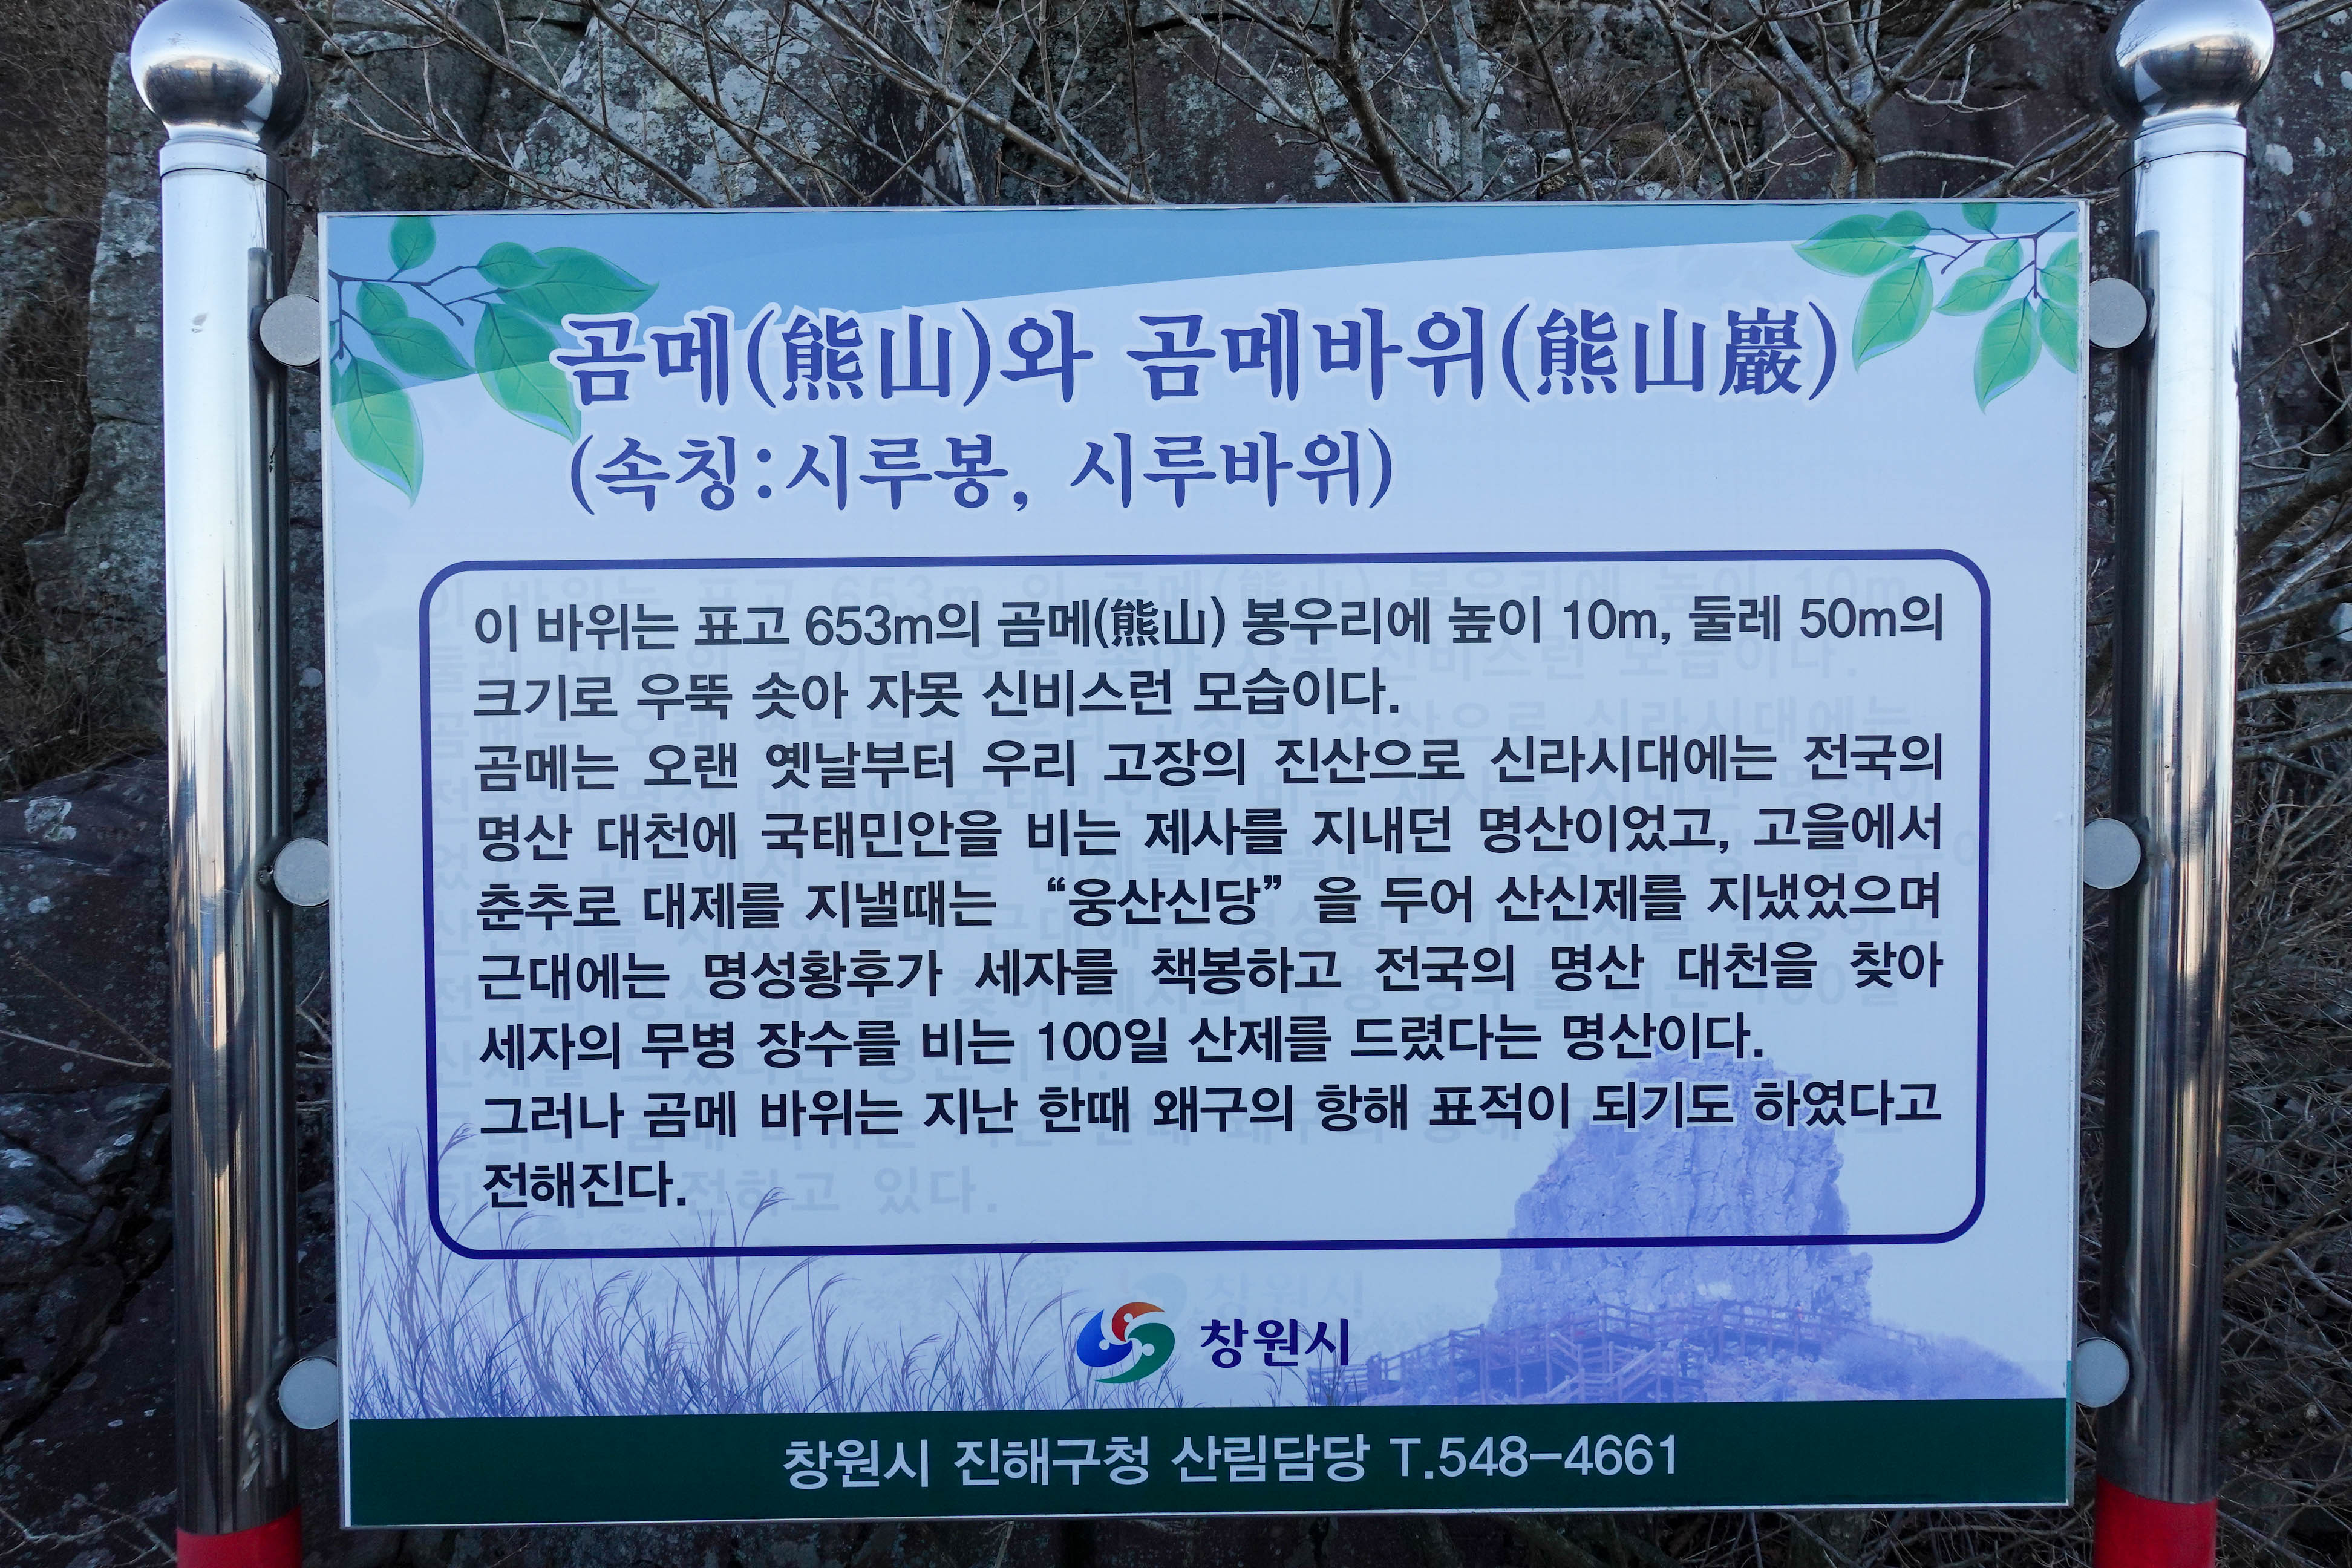 곰메(熊山)와 곰메바위(熊山巖)
(속칭:시루봉, 시루바위)
이 바위는 표고 653m의 곰메(熊山) 봉우리에 높이 10m, 둘레 50m의
크기로 우뚝 솟아 자못 신비스런 모습이다.
곰메는 오랜 옛날부터 우리 고장의 진산으로 신라시대에는 전국의
명산 대천에 국태민안을 비는 제사를 지내던 명산이었고, 고을에서
춘추로 대제를 지낼때는 “웅산신당”을 두어 산신제를 지냈었으며
근대에는 명성황후가 세자를 책봉하고 전국의 명산 대천을 찾아
세자의 무병 장수를 비는 100일 산제를 드렸다는 명산이다.
그러나 곰메 바위는 지난 한때 왜구의 항해 표적이 되기도 하였다고
전해진다.
창원시
창원시 진해구청 산림담당 T.548-4661